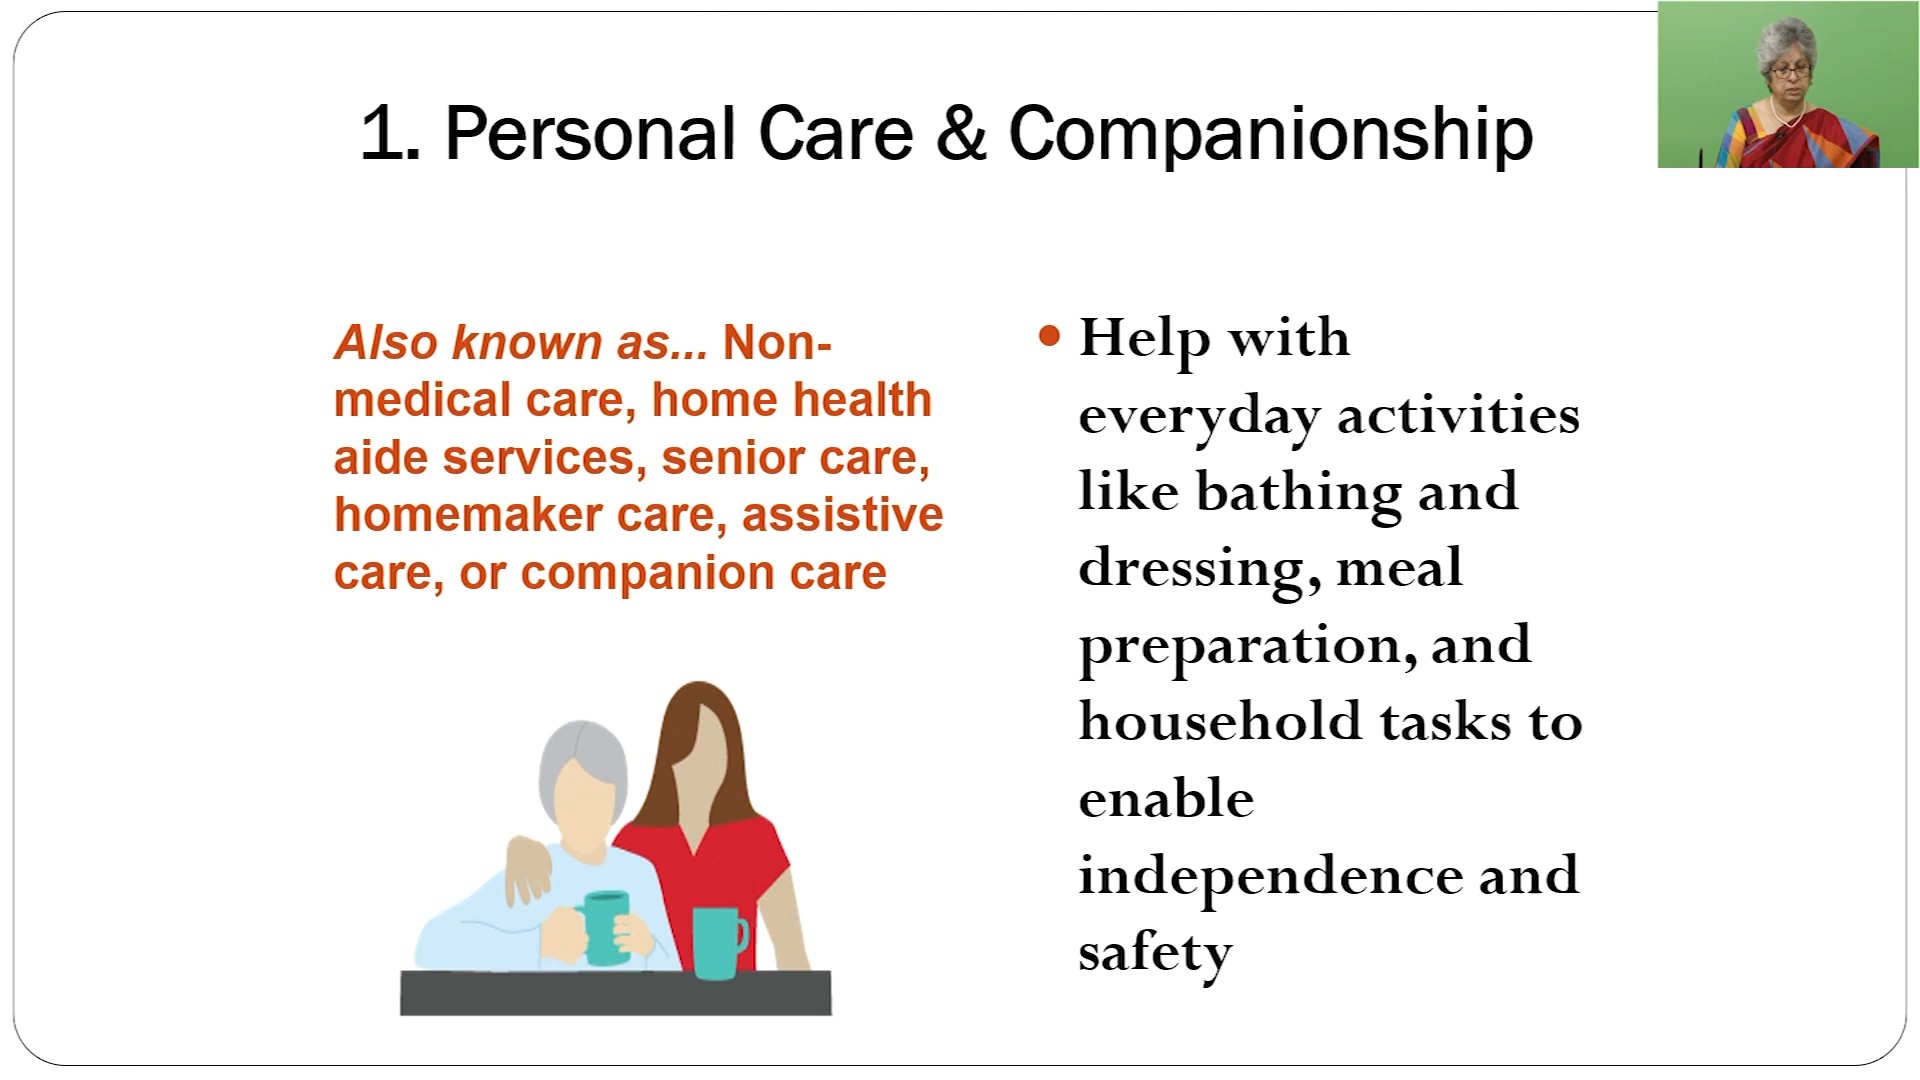 1. Personal Care & Companionship
Also known as... Non-
medical care, home health
aide services, senior care,
homemaker care, assistive
care, or companion care
• Help with
everyday activities
like bathing and
dressing, meal
preparation, and
household tasks to
enable
independence and
safety